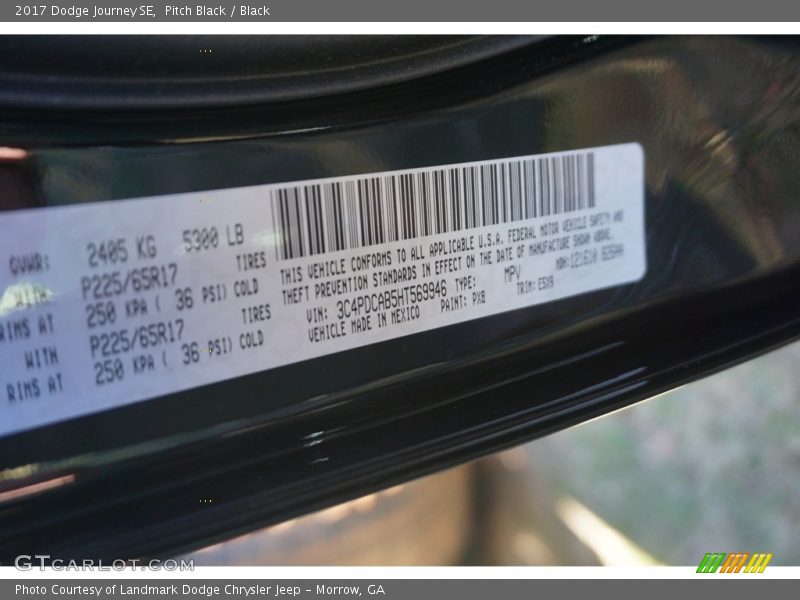 2017 Dodge Journey SE, Pitch Black / Black
GVWR: 2405 KG 5300 LB
WITH P225/65R17 TIRES
RIMS AT 250 KPA ( 36 PSI) COLD
WITH P225/65R17 TIRES
RIMS AT 250 KPA ( 36 PSI) COLD
THIS VEHICLE CONFORMS TO ALL APPLICABLE U.S.A. FEDERAL MOTOR VEHICLE SAFETY AND
THEFT PREVENTION STANDARDS IN EFFECT ON THE DATE OF MANUFACTURE SHOWN ABOVE.
VIN: 3C4PDCAB5HT569946 TYPE: MPV MDH:121610
VEHICLE MADE IN MEXICO PAINT: PX8 TRIM: E5X9
GTCARLOT.COM
Photo Courtesy of Landmark Dodge Chrysler Jeep – Morrow, GA